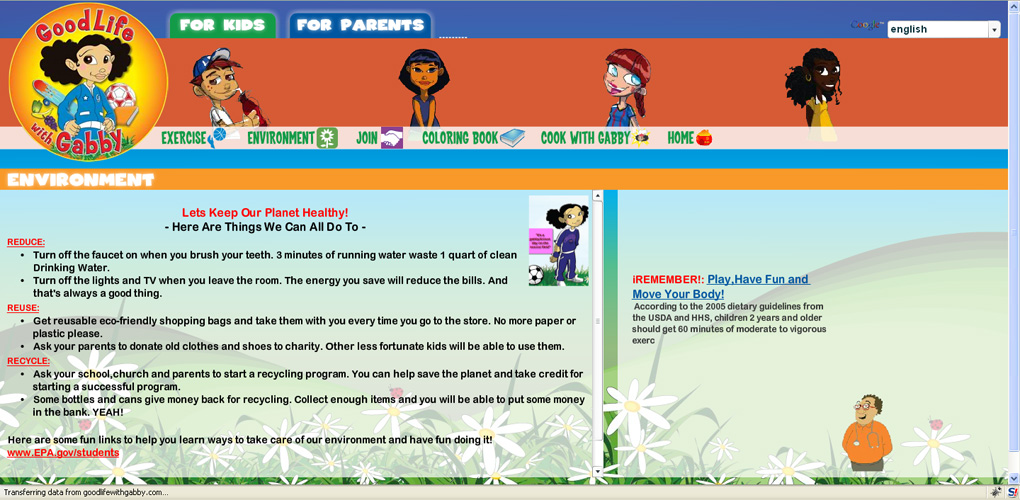 Good Life
with Gabby
FOR KIDS
FOR PARENTS
Google™
english
EXERCISE
ENVIRONMENT
JOIN
COLORING BOOK
COOK WITH GABBY
HOME
ENVIRONMENT
Lets Keep Our Planet Healthy!
- Here Are Things We Can All Do To -
REDUCE:
• Turn off the faucet on when you brush your teeth. 3 minutes of running water waste 1 quart of clean
Drinking Water.
• Turn off the lights and TV when you leave the room. The energy you save will reduce the bills. And
that's always a good thing.
REUSE:
• Get reusable eco-friendly shopping bags and take them with you every time you go to the store. No more paper or
plastic please.
• Ask your parents to donate old clothes and shoes to charity. Other less fortunate kids will be able to use them.
RECYCLE:
• Ask your school,church and parents to start a recycling program. You can help save the planet and take credit for
starting a successful program.
• Some bottles and cans give money back for recycling. Collect enough items and you will be able to put some money
in the bank. YEAH!
Here are some fun links to help you learn ways to take care of our environment and have fun doing it!
www.EPA.gov/students
¡REMEMBER!: Play,Have Fun and
Move Your Body!
According to the 2005 dietary guidelines from
the USDA and HHS, children 2 years and older
should get 60 minutes of moderate to vigorous
exerc
Transferring data from goodlifewithgabby.com...